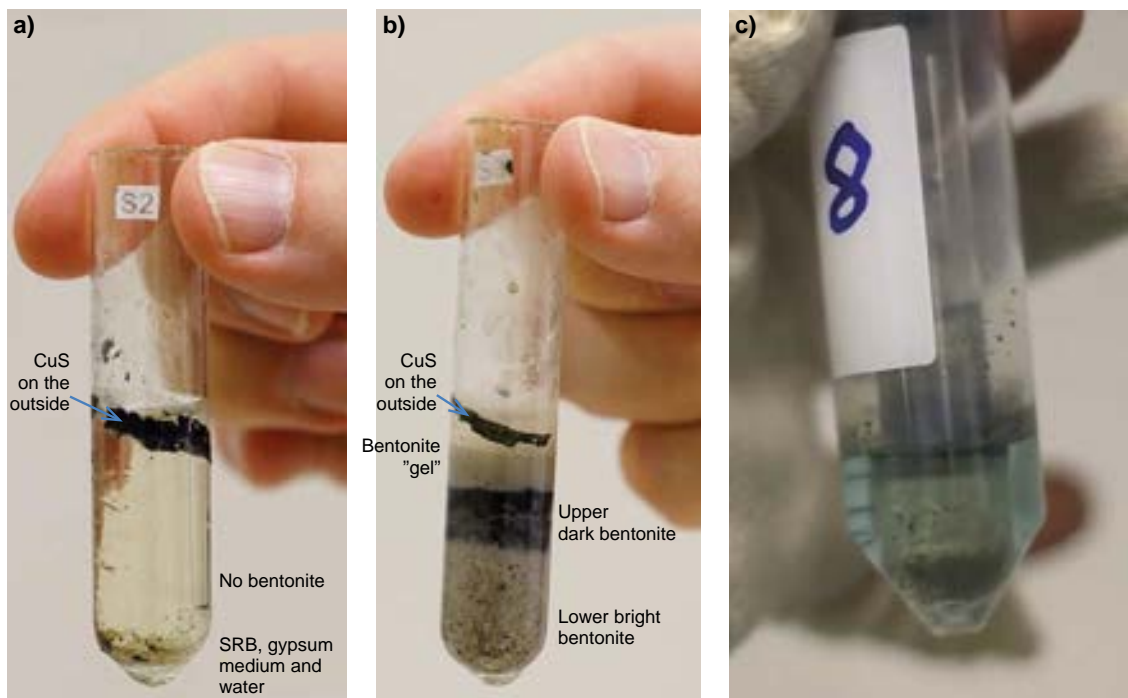 a)
S2
CuS
on the
outside
No bentonite
SRB, gypsum
medium and
water
b)
CuS
on the
outside
Bentonite
”gel”
Upper
dark bentonite
Lower bright
bentonite
c)
8